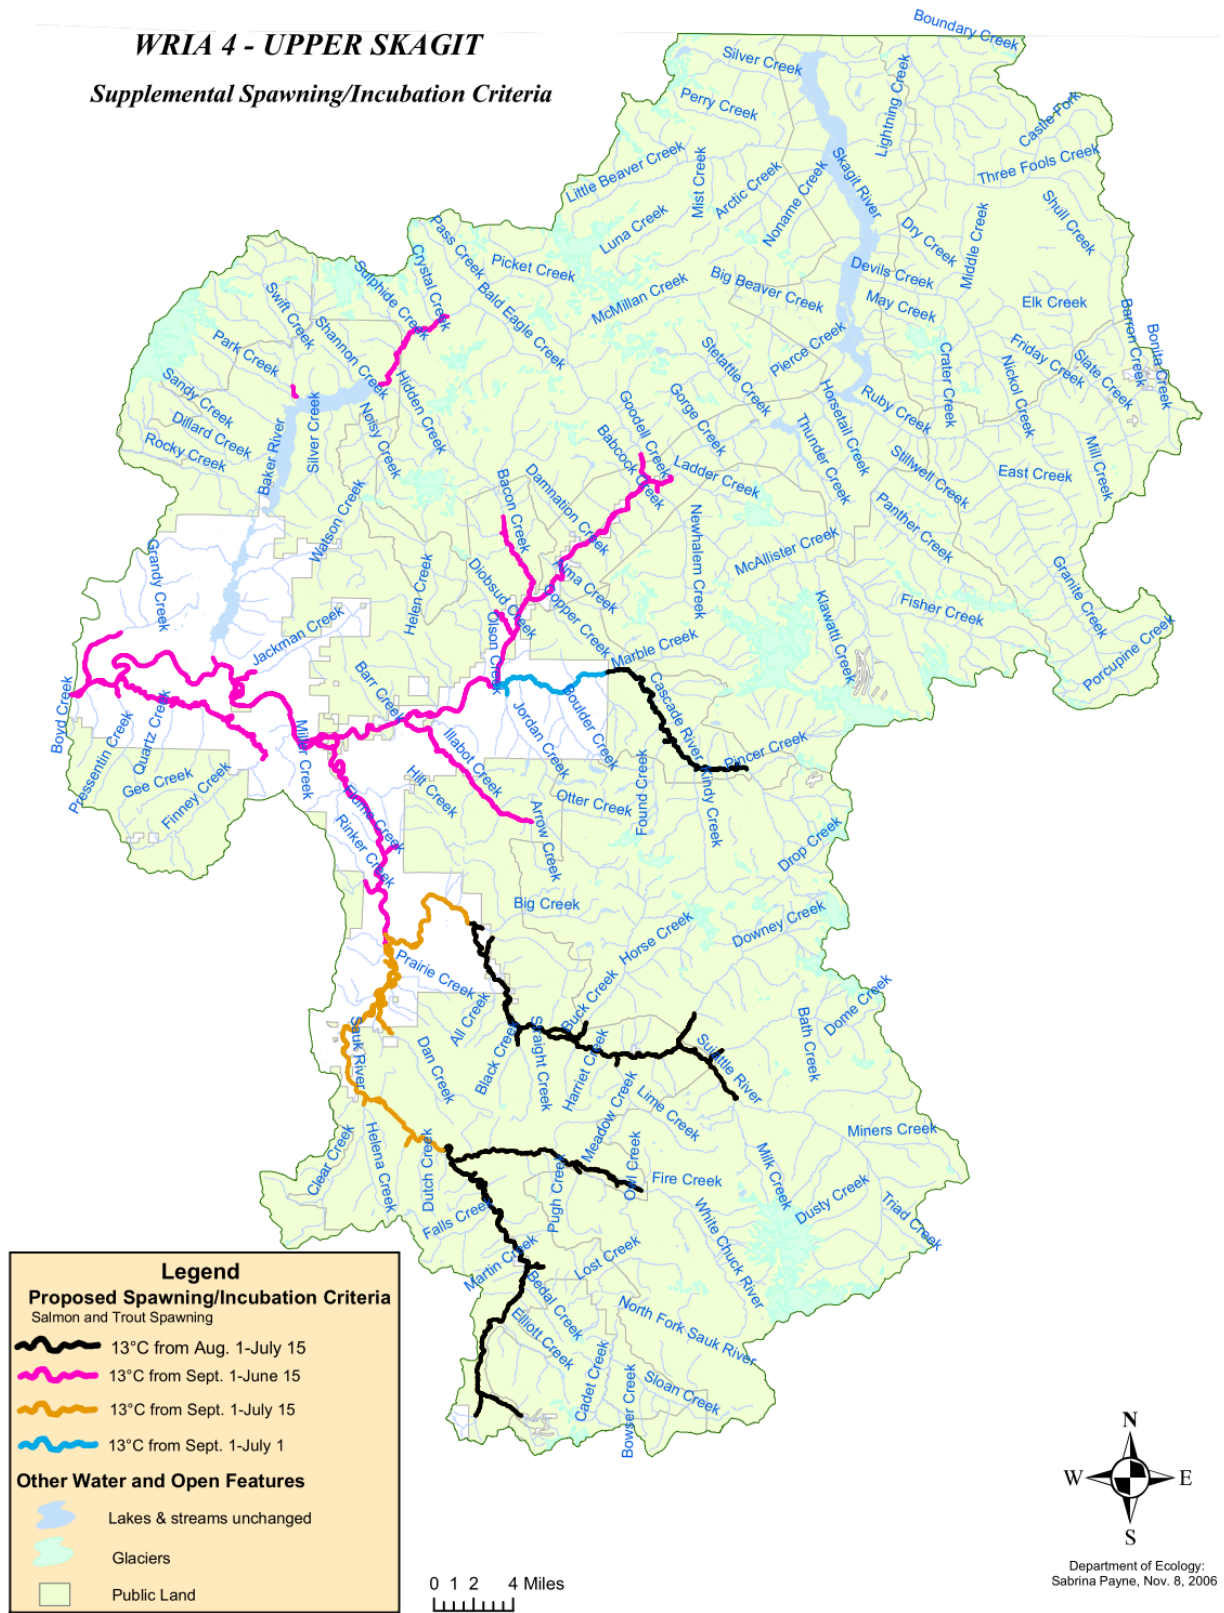 WRIA 4 - UPPER SKAGIT
Supplemental Spawning/Incubation Criteria
Boundary Creek
Silver Creek
Lightning Creek
Perry Creek
Castle Fork
Three Fools Creek
Little Beaver Creek
Mist Creek
Arctic Creek
Skagit River
Noname Creek
Shull Creek
Luna Creek
Dry Creek
Middle Creek
Pass Creek
Crystal Creek
Picket Creek
Sulphide Creek
Bald Eagle Creek
McMillan Creek
Big Beaver Creek
Devils Creek
May Creek
Elk Creek
Swift Creek
Shannon Creek
Park Creek
Barron Creek
Bonita Creek
Pierce Creek
Stetattle Creek
Friday Creek
Slate Creek
Crater Creek
Nickol Creek
Sandy Creek
Dillard Creek
Rocky Creek
Baker River
Silver Creek
Noisy Creek
Hidden Creek
Goodell Creek
Gorge Creek
Babcock Creek
Ladder Creek
Horsetail Creek
Ruby Creek
Thunder Creek
Stillwell Creek
East Creek
Mill Creek
Watson Creek
Bacon Creek
Damnation Creek
Newhalem Creek
McAllister Creek
Panther Creek
Grandy Creek
Helen Creek
Diobsud Creek
Alma Creek
Copper Creek
Olson Creek
Klawatti Creek
Fisher Creek
Granite Creek
Porcupine Creek
Jackman Creek
Marble Creek
Barr Creek
Boyd Creek
Pressentin Creek
Quartz Creek
Gee Creek
Finney Creek
Miller Creek
Illabot Creek
Jordan Creek
Boulder Creek
Cascade River
Pincer Creek
Kindy Creek
Found Creek
Otter Creek
Arrow Creek
Hilt Creek
Flume Creek
Rinker Creek
Drop Creek
Big Creek
Horse Creek
Downey Creek
Prairie Creek
All Creek
Buck Creek
Dome Creek
Bath Creek
Sauk River
Dan Creek
Black Creek
Straight Creek
Harriet Creek
Suiattle River
Meadow Creek
Lime Creek
Miners Creek
Clear Creek
Helena Creek
Dutch Creek
Falls Creek
Pugh Creek
Owl Creek
Fire Creek
Milk Creek
Dusty Creek
Triad Creek
White Chuck River
Martin Creek
Lost Creek
Bedal Creek
Elliott Creek
North Fork Sauk River
Cadet Creek
Bowser Creek
Sloan Creek
Legend
Proposed Spawning/Incubation Criteria
Salmon and Trout Spawning
13°C from Aug. 1-July 15
13°C from Sept. 1-June 15
13°C from Sept. 1-July 15
13°C from Sept. 1-July 1
Other Water and Open Features
Lakes & streams unchanged
Glaciers
Public Land
0 1 2 4 Miles
N
W E
S
Department of Ecology:
Sabrina Payne, Nov. 8, 2006